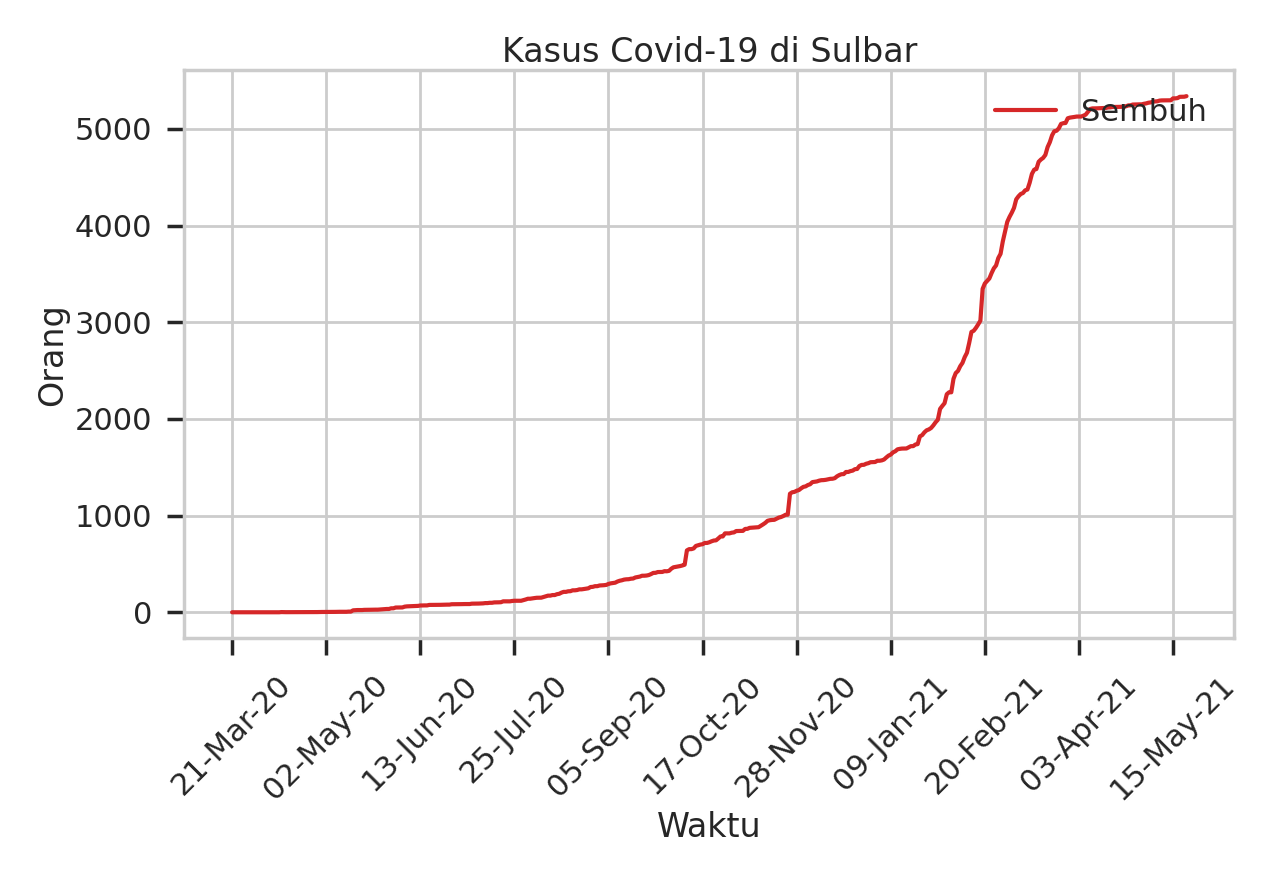 Kasus Covid-19 di Sulbar
Sembuh
5000
4000
3000
2000
1000
0
Orang
21-Mar-20
02-May-20
13-Jun-20
25-Jul-20
05-Sep-20
17-Oct-20
28-Nov-20
09-Jan-21
20-Feb-21
03-Apr-21
15-May-21
Waktu